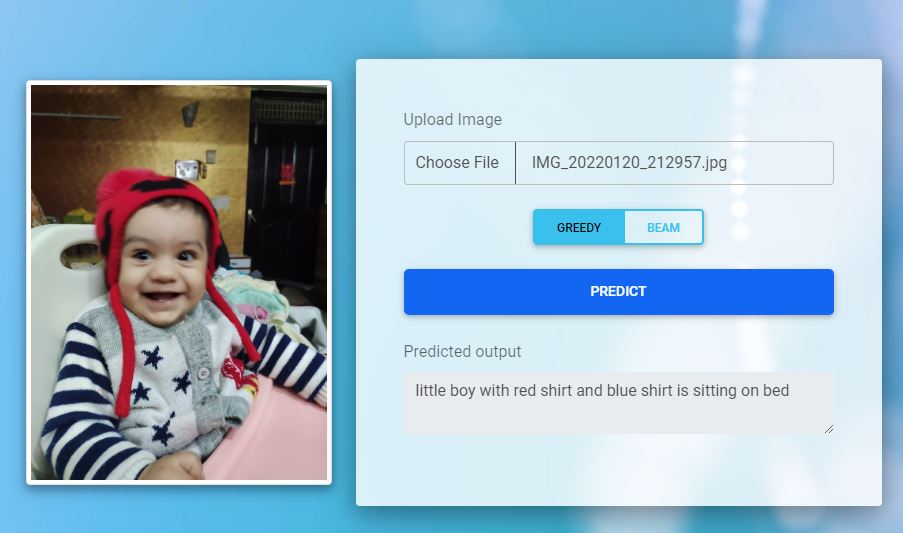 Upload Image
Choose File IMG_20220120_212957.jpg
GREEDY BEAM
PREDICT
Predicted output
little boy with red shirt and blue shirt is sitting on bed